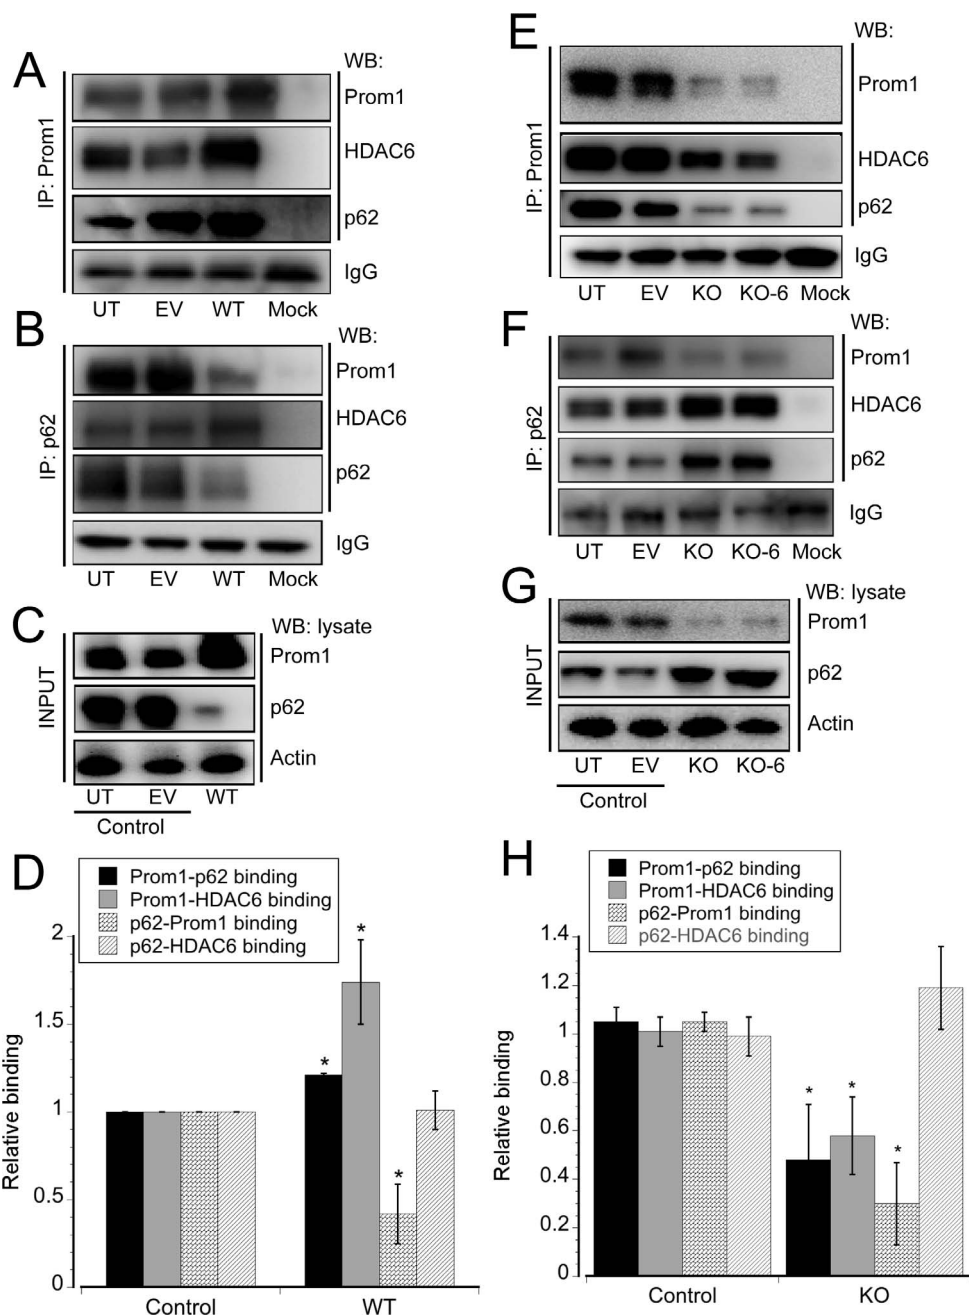 A
WB:
IP: Prom1
Prom1
HDAC6
p62
IgG
UT EV WT Mock
B
WB:
IP: p62
Prom1
HDAC6
p62
IgG
UT EV WT Mock
C
WB: lysate
INPUT
Prom1
p62
Actin
UT EV WT
Control
D
Prom1-p62 binding
Prom1-HDAC6 binding
p62-Prom1 binding
p62-HDAC6 binding
Relative binding
2
1.5
1
0.5
0
* * *
Control WT
E
WB:
IP: Prom1
Prom1
HDAC6
p62
IgG
UT EV KO KO-6 Mock
F
WB:
IP: p62
Prom1
HDAC6
p62
IgG
UT EV KO KO-6 Mock
G
WB: lysate
INPUT
Prom1
p62
Actin
UT EV KO KO-6
Control
H
Prom1-p62 binding
Prom1-HDAC6 binding
p62-Prom1 binding
p62-HDAC6 binding
Relative binding
1.4
1.2
1
0.8
0.6
0.4
0.2
0
* * *
Control KO